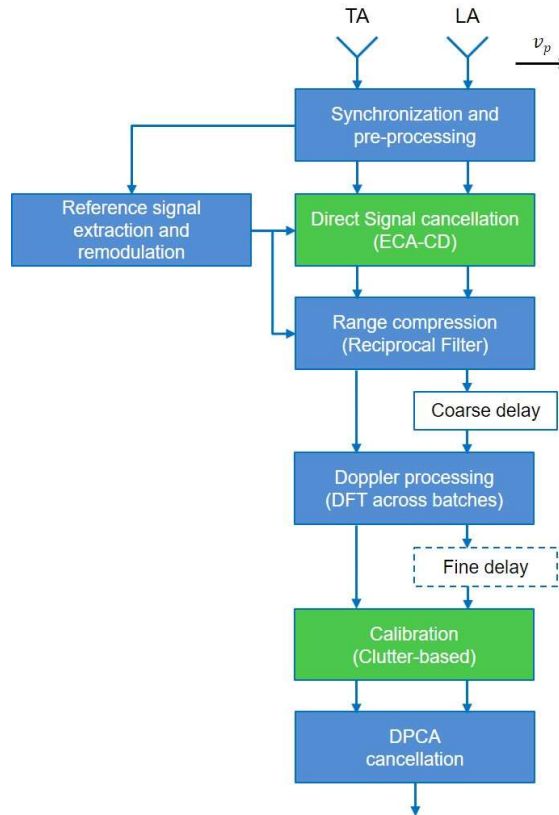 TA
LA
v_p
Synchronization and
pre-processing
Reference signal
extraction and
remodulation
Direct Signal cancellation
(ECA-CD)
Range compression
(Reciprocal Filter)
Coarse delay
Doppler processing
(DFT across batches)
Fine delay
Calibration
(Clutter-based)
DPCA
cancellation